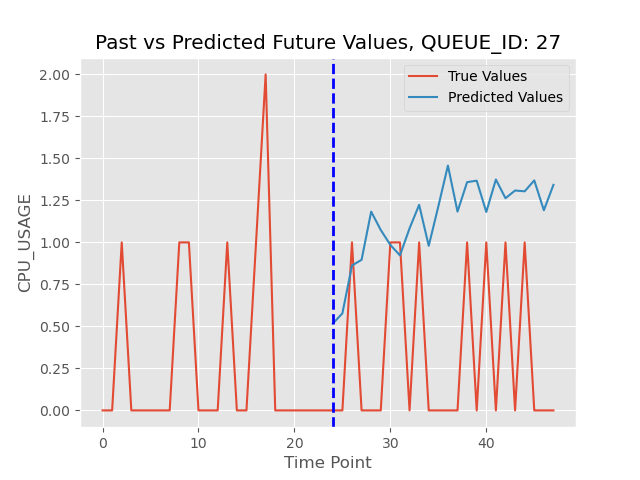 Past vs Predicted Future Values, QUEUE_ID: 27
True Values
Predicted Values
CPU_USAGE
2.00
1.75
1.50
1.25
1.00
0.75
0.50
0.25
0.00
0 10 20 30 40
Time Point